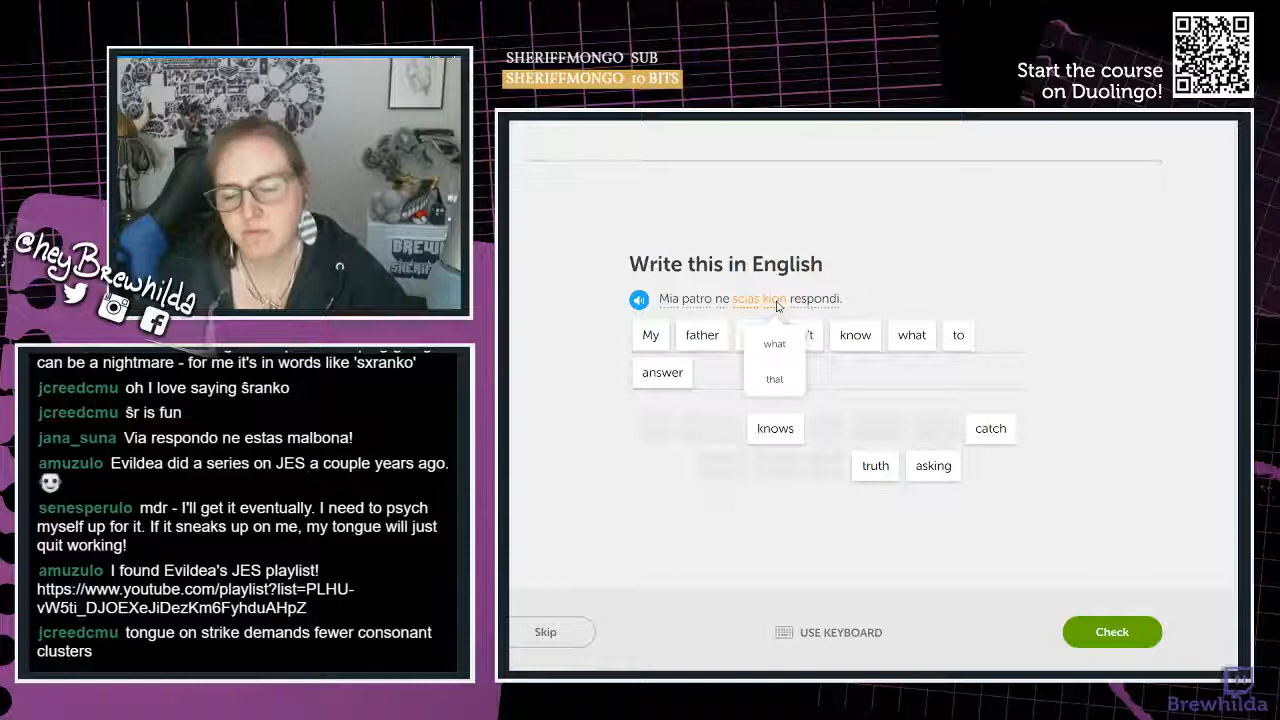 SHERIFFMONGO SUB
SHERIFFMONGO 10 BITS
Start the course
on Duolingo!
@heyBrewhilda
BREW
SHERIF
can be a nightmare - for me it's in words like 'sxranko'
jcreedcmu oh I love saying ŝranko
jcreedcmu ŝr is fun
jana_suna Via respondo ne estas malbona!
amuzulo Evildea did a series on JES a couple years ago.
senesperulo mdr - I'll get it eventually. I need to psych
myself up for it. If it sneaks up on me, my tongue will just
quit working!
amuzulo I found Evildea's JES playlist!
https://www.youtube.com/playlist?list=PLHU-
vW5ti_DJOEXeJiDezKm6FyhduAHpZ
jcreedcmu tongue on strike demands fewer consonant
clusters
Write this in English
Mia patro ne scias kion respondi.
My father 't know what to
what
that
answer
knows catch
truth asking
Skip
USE KEYBOARD
Check
Brewhilda